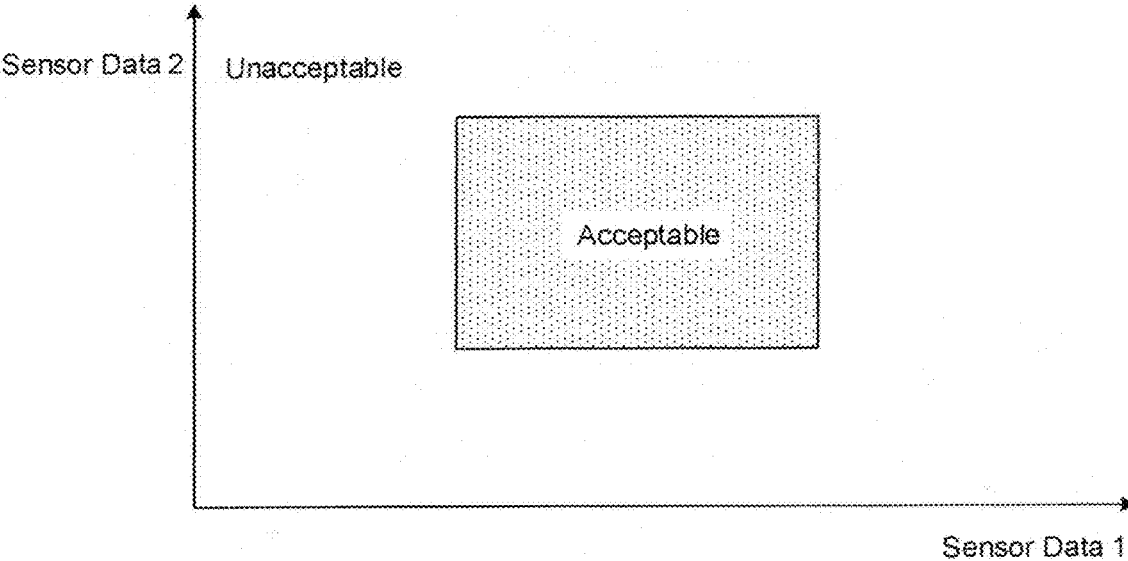 Sensor Data 2
Unacceptable
Acceptable
Sensor Data 1